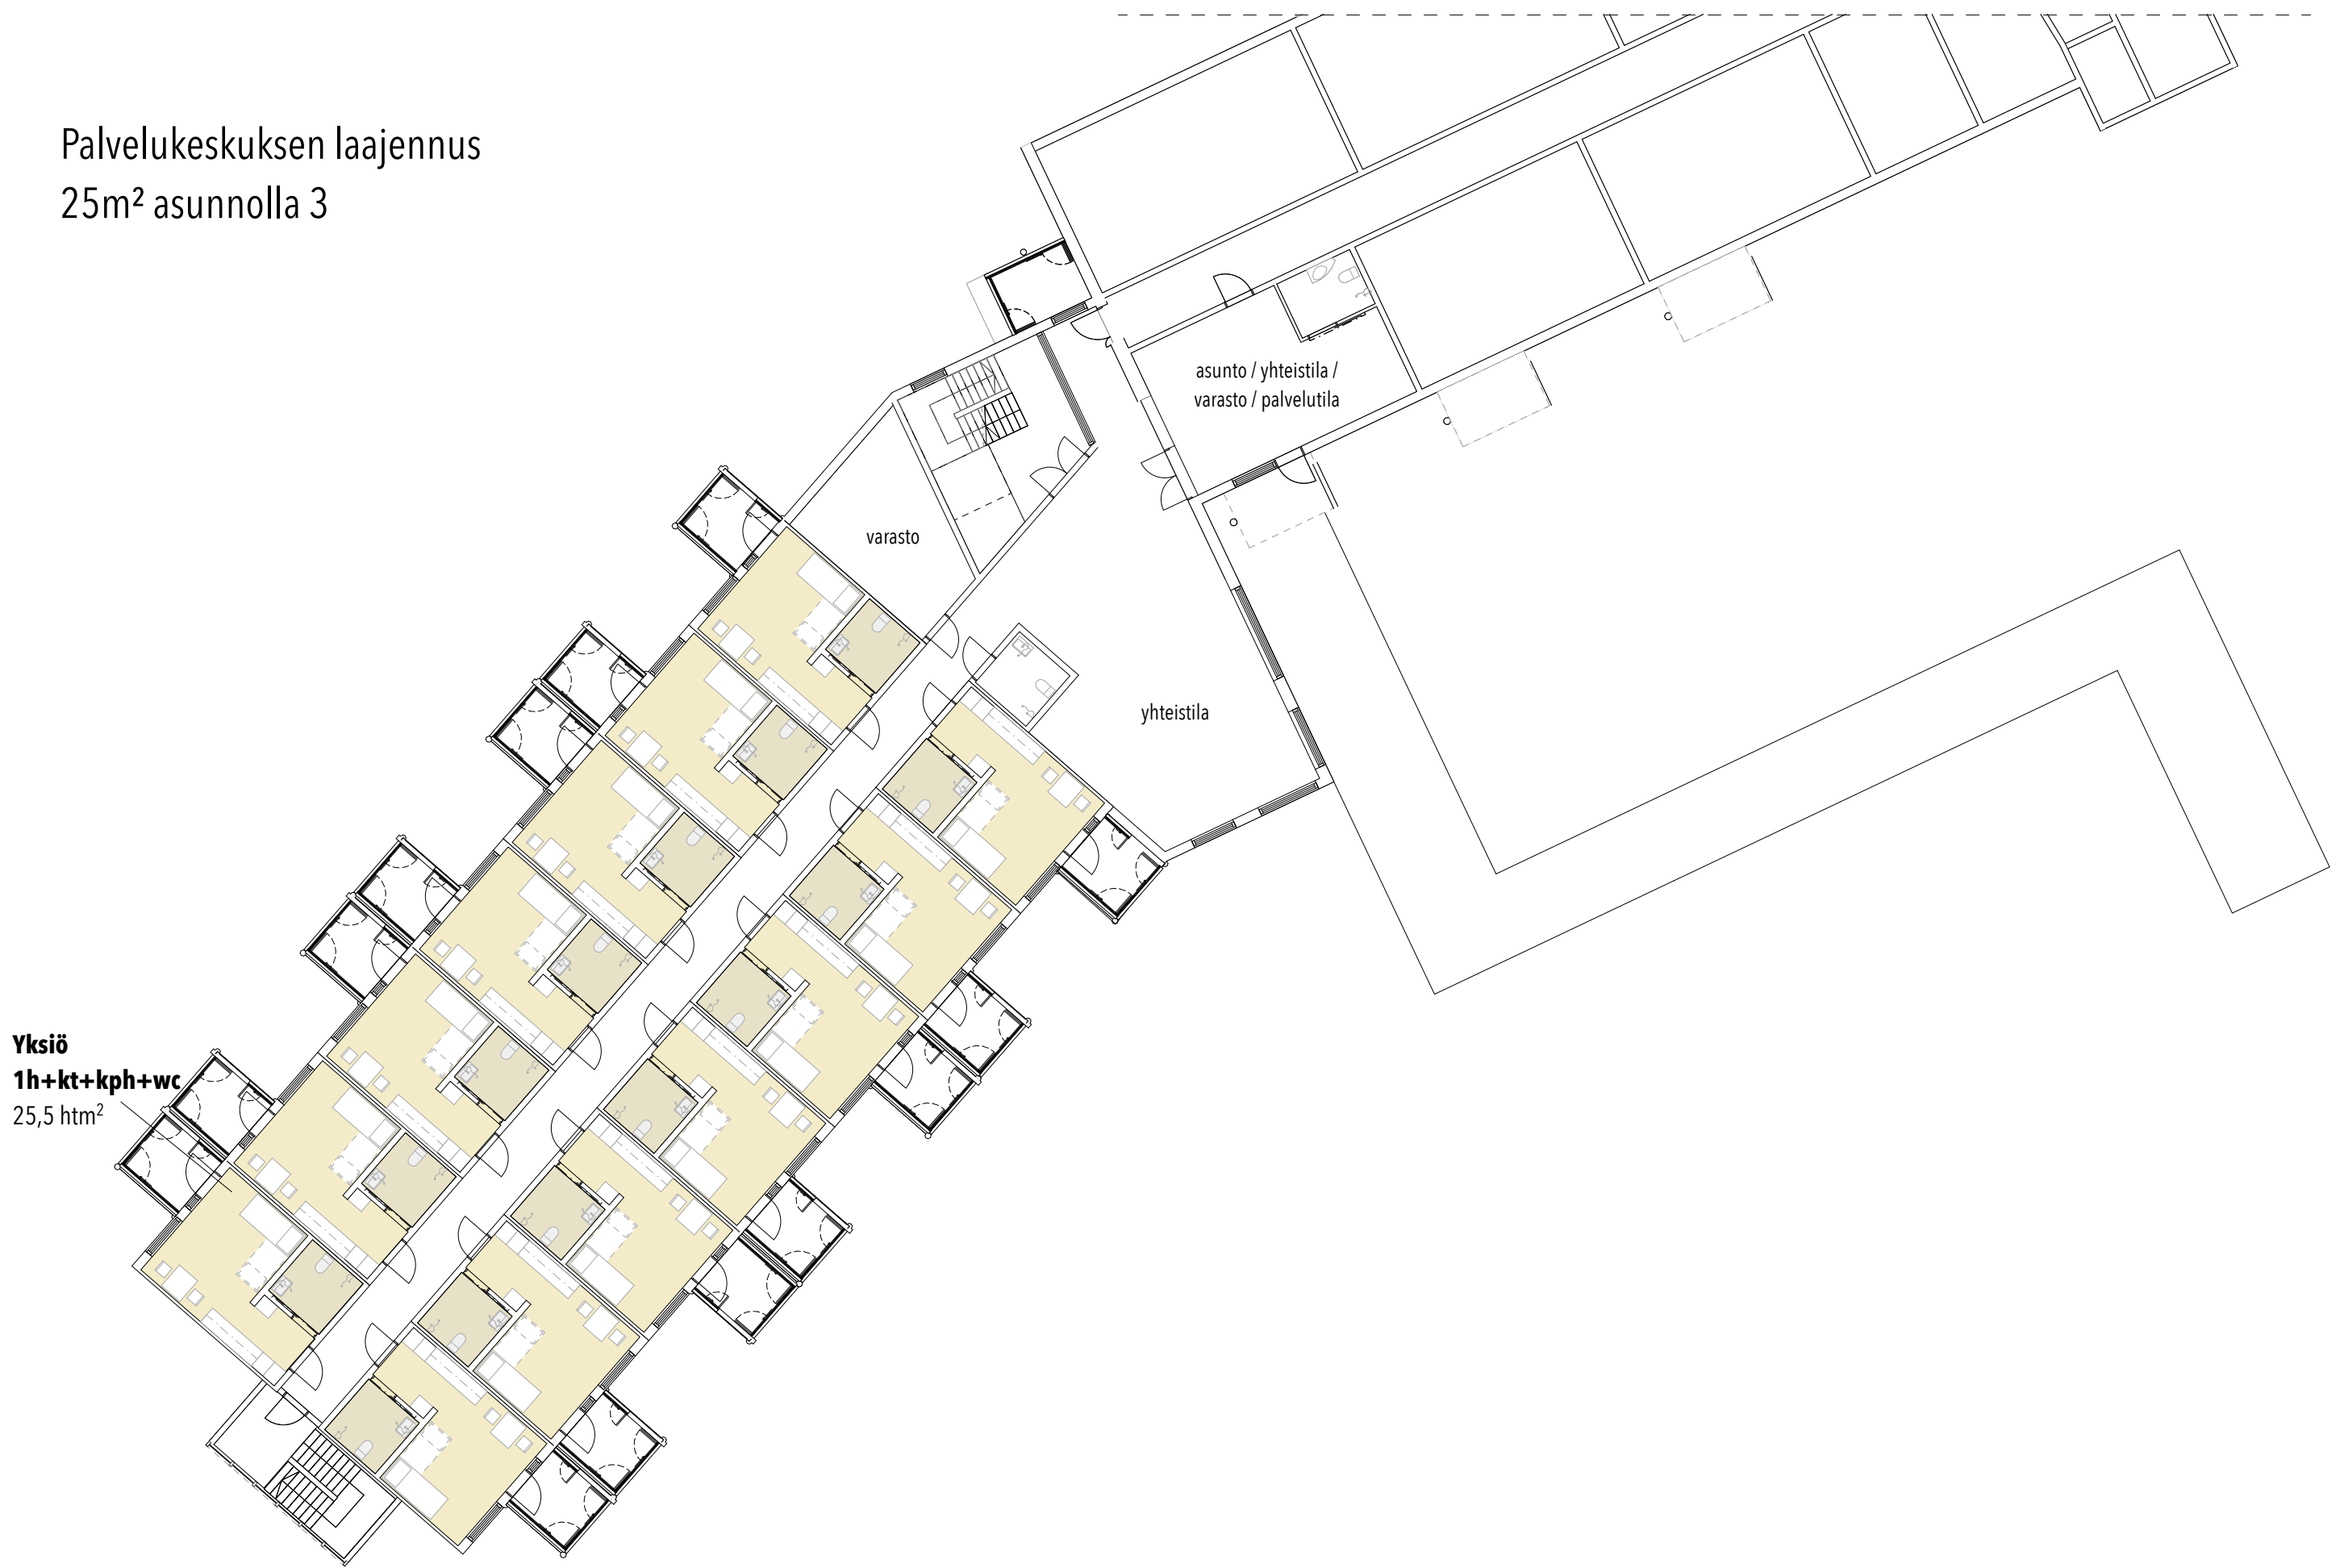 Palvelukeskuksen laajennus
25m² asunnolla 3
asunto / yhteistila /
varasto / palvelutila
varasto
yhteistila
Yksiö
1h+kt+kph+wc
25,5 htm²